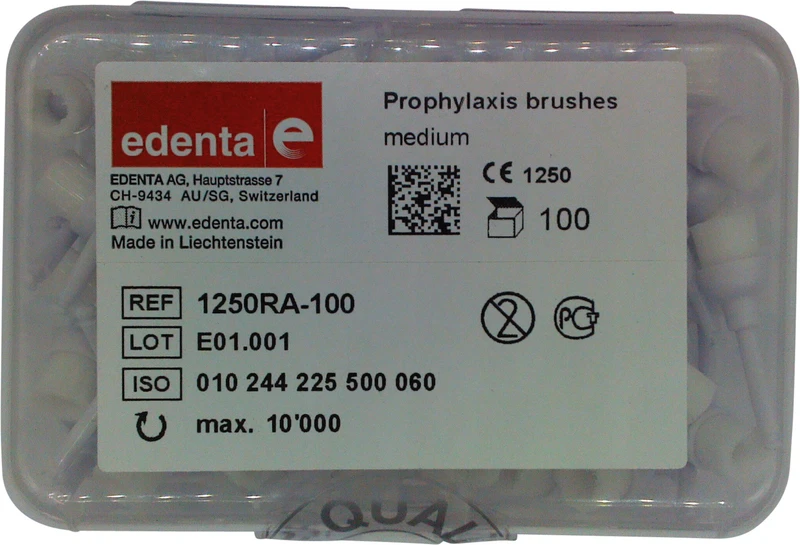 edenta e
EDENTA AG, Hauptstrasse 7
CH-9434 AU/SG, Switzerland
i www.edenta.com
Made in Liechtenstein
Prophylaxis brushes
medium
CE 1250
100
REF 1250RA-100
LOT E01.001
ISO 010 244 225 500 060
max. 10'000
2
РСТ
QUAL